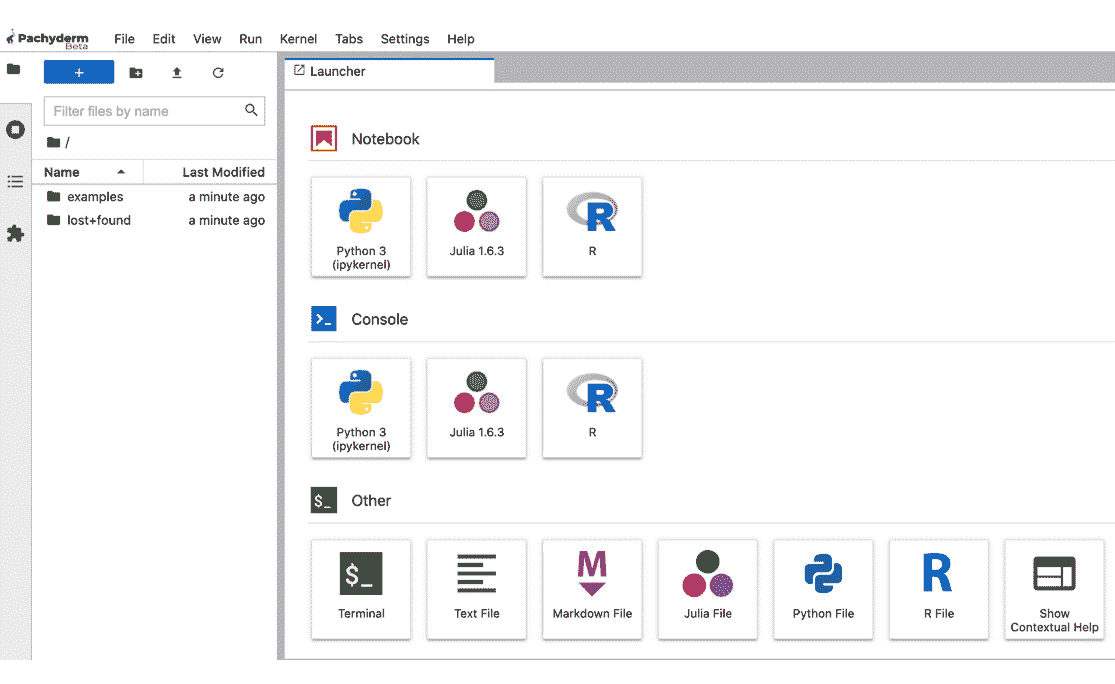 Pachyderm File Edit View Run Kernel Tabs Settings Help
Beta
+
Launcher
Filter files by name
/
Name Last Modified
examples a minute ago
lost+found a minute ago
Notebook
Python 3 Julia 1.6.3 R
(ipykernel)
>_ Console
Python 3 Julia 1.6.3 R
(ipykernel)
$_ Other
$_ M R
Terminal Text File Markdown File Julia File Python File R File Show
Contextual Help